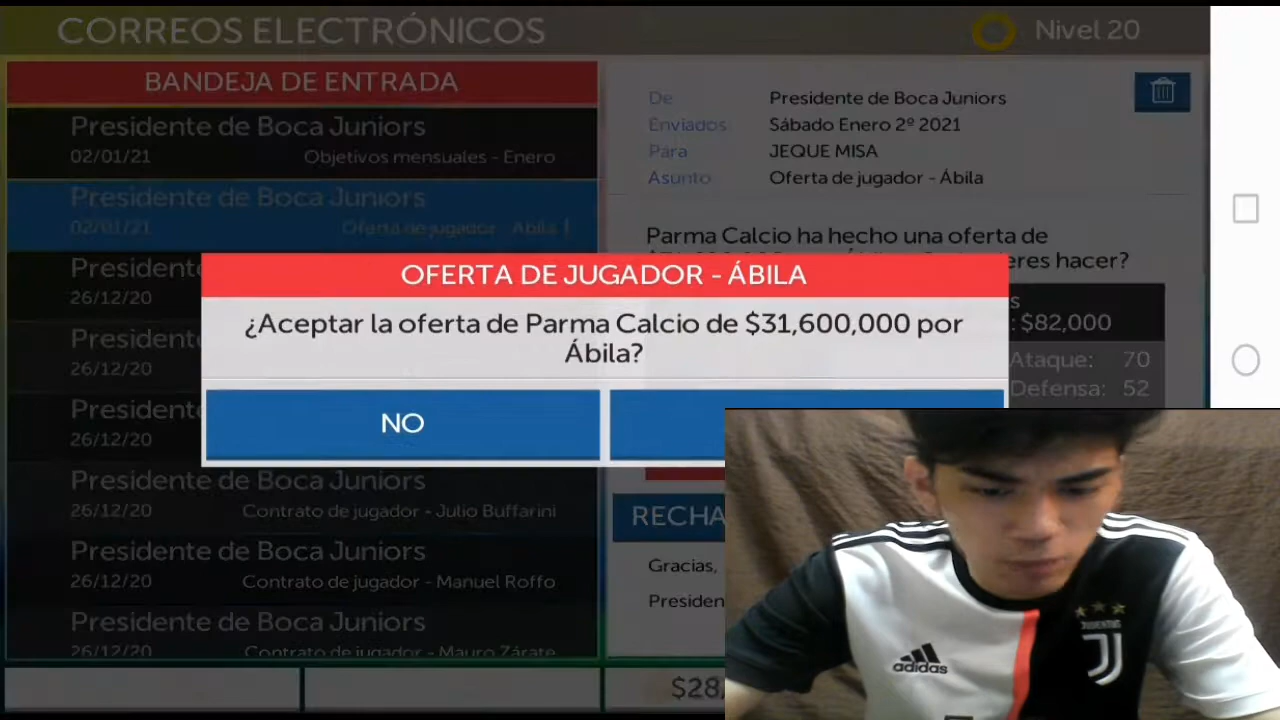 CORREOS ELECTRÓNICOS
Nivel 20
BANDEJA DE ENTRADA
Presidente de Boca Juniors
02/01/21 Objetivos mensuales - Enero
Presidente de Boca Juniors
02/01/21 Oferta de jugador - Ábila !
26/12/20
26/12/20
26/12/20
Presidente de Boca Juniors
26/12/20 Contrato de jugador - Julio Buffarini
Presidente de Boca Juniors
26/12/20 Contrato de jugador - Manuel Roffo
Presidente de Boca Juniors
26/12/20 Contrato de jugador - Mauro Zárate
De Presidente de Boca Juniors
Enviados Sábado Enero 2º 2021
Para JEQUE MISA
Asunto Oferta de jugador - Ábila
Parma Calcio ha hecho una oferta de
hacer?
OFERTA DE JUGADOR - ÁBILA
¿Aceptar la oferta de Parma Calcio de $31,600,000 por
Ábila?
NO
: $82,000
Ataque: 70
Defensa: 52
Gracias,
adidas
JUVENTUS